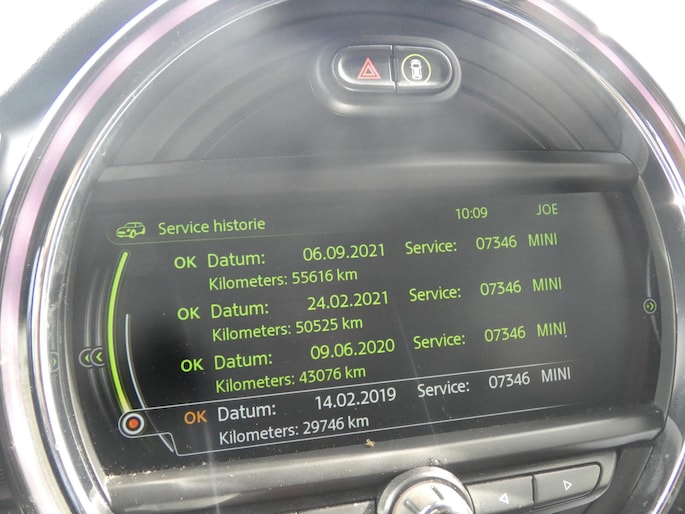 Service historie 10:09 JOE
OK Datum: 06.09.2021 Service: 07346 MINI
Kilometers: 55616 km
OK Datum: 24.02.2021 Service: 07346 MINI
Kilometers: 50525 km
OK Datum: 09.06.2020 Service: 07346 MINI
Kilometers: 43076 km
OK Datum: 14.02.2019 Service: 07346 MINI
Kilometers: 29746 km